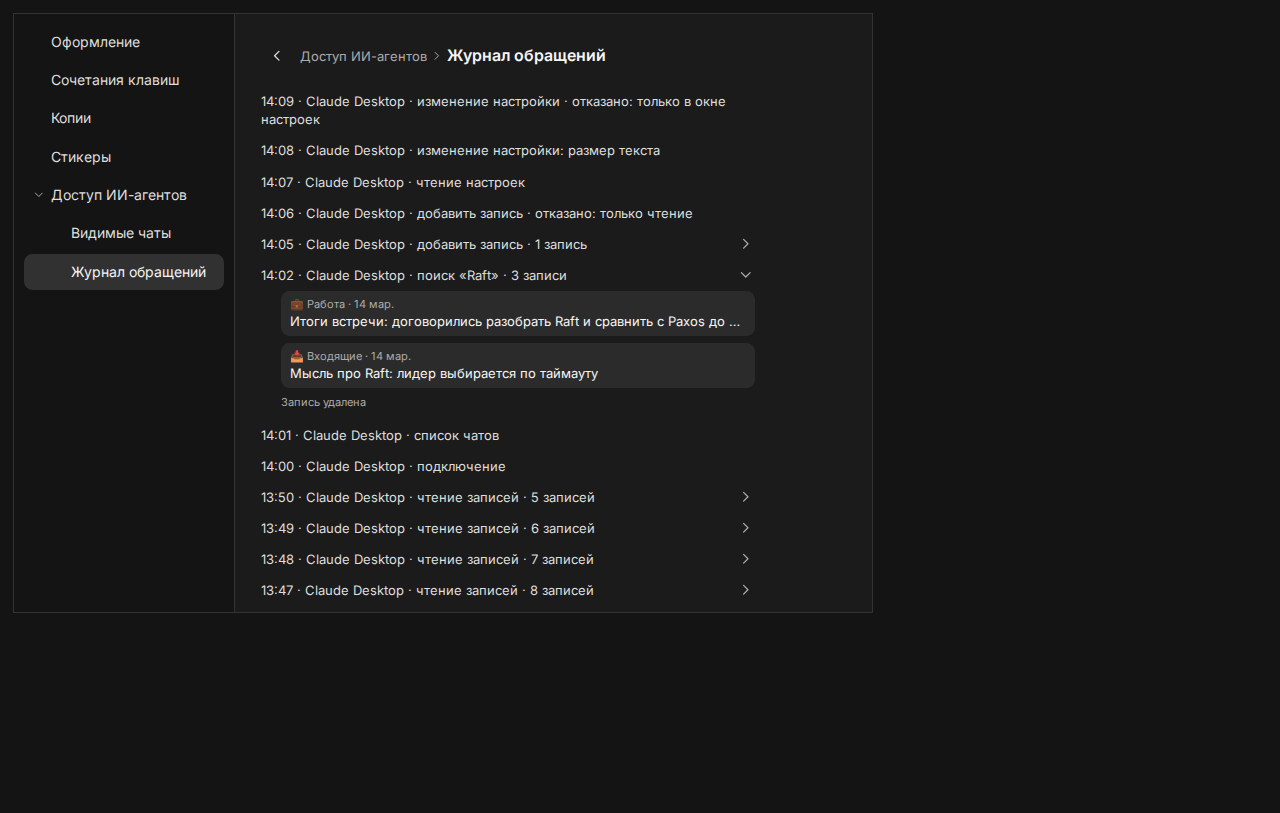 Оформление
Сочетания клавиш
Копии
Стикеры
Доступ ИИ-агентов
Видимые чаты
Журнал обращений
Доступ ИИ-агентов > Журнал обращений
14:09 · Claude Desktop · изменение настройки · отказано: только в окне
настроек
14:08 · Claude Desktop · изменение настройки: размер текста
14:07 · Claude Desktop · чтение настроек
14:06 · Claude Desktop · добавить запись · отказано: только чтение
14:05 · Claude Desktop · добавить запись · 1 запись
14:02 · Claude Desktop · поиск «Raft» · 3 записи
Работа · 14 мар.
Итоги встречи: договорились разобрать Raft и сравнить с Paxos до ...
Входящие · 14 мар.
Мысль про Raft: лидер выбирается по таймауту
Запись удалена
14:01 · Claude Desktop · список чатов
14:00 · Claude Desktop · подключение
13:50 · Claude Desktop · чтение записей · 5 записей
13:49 · Claude Desktop · чтение записей · 6 записей
13:48 · Claude Desktop · чтение записей · 7 записей
13:47 · Claude Desktop · чтение записей · 8 записей